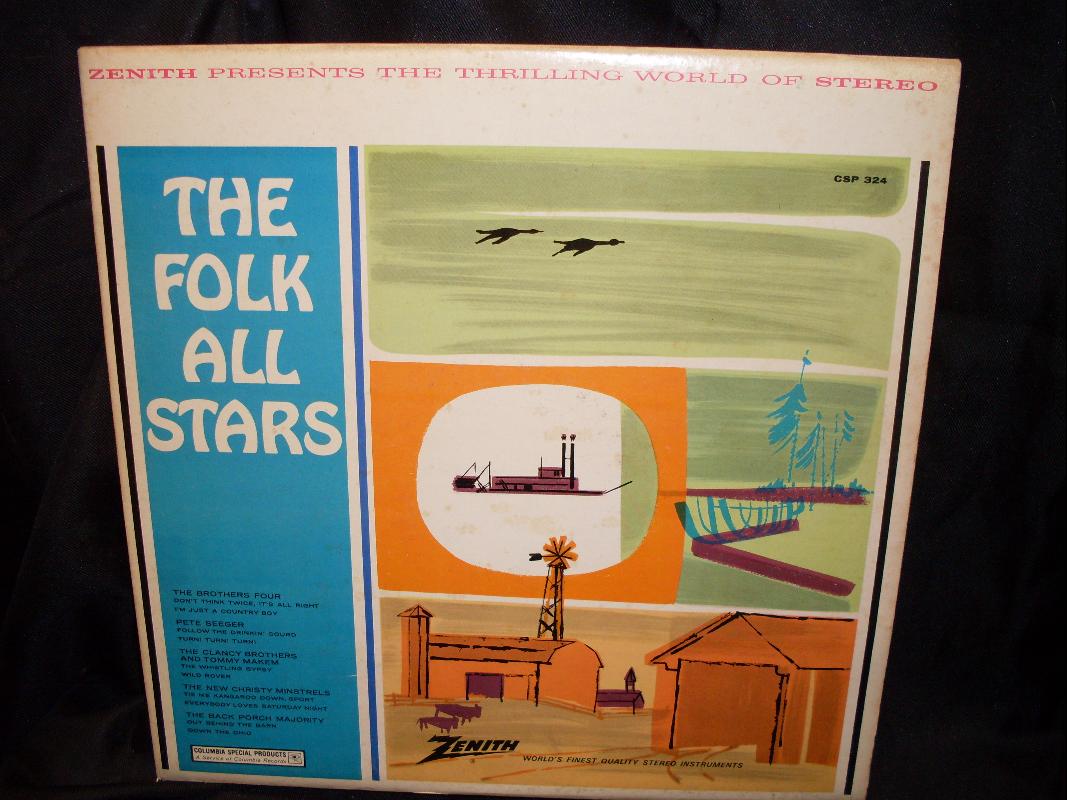 ZENITH PRESENTS THE THRILLING WORLD OF STEREO
THE
FOLK
ALL
STARS
CSP 324
THE BROTHERS FOUR
DON'T THINK TWICE, IT'S ALL RIGHT
I'M JUST A COUNTRY BOY
PETE SEEGER
FOLLOW THE DRINKIN' GOURD
TURN! TURN! TURN!
THE CLANCY BROTHERS
AND TOMMY MAKEM
THE WHISTLING GYPSY
WILD ROVER
THE NEW CHRISTY MINSTRELS
TIE ME KANGAROO DOWN, SPORT
EVERYBODY LOVES SATURDAY NIGHT
THE BACK PORCH MAJORITY
OUT BEHIND THE BARN
DOWN THE OHIO
COLUMBIA SPECIAL PRODUCTS
A Service of Columbia Records
ZENITH
WORLD'S FINEST QUALITY STEREO INSTRUMENTS